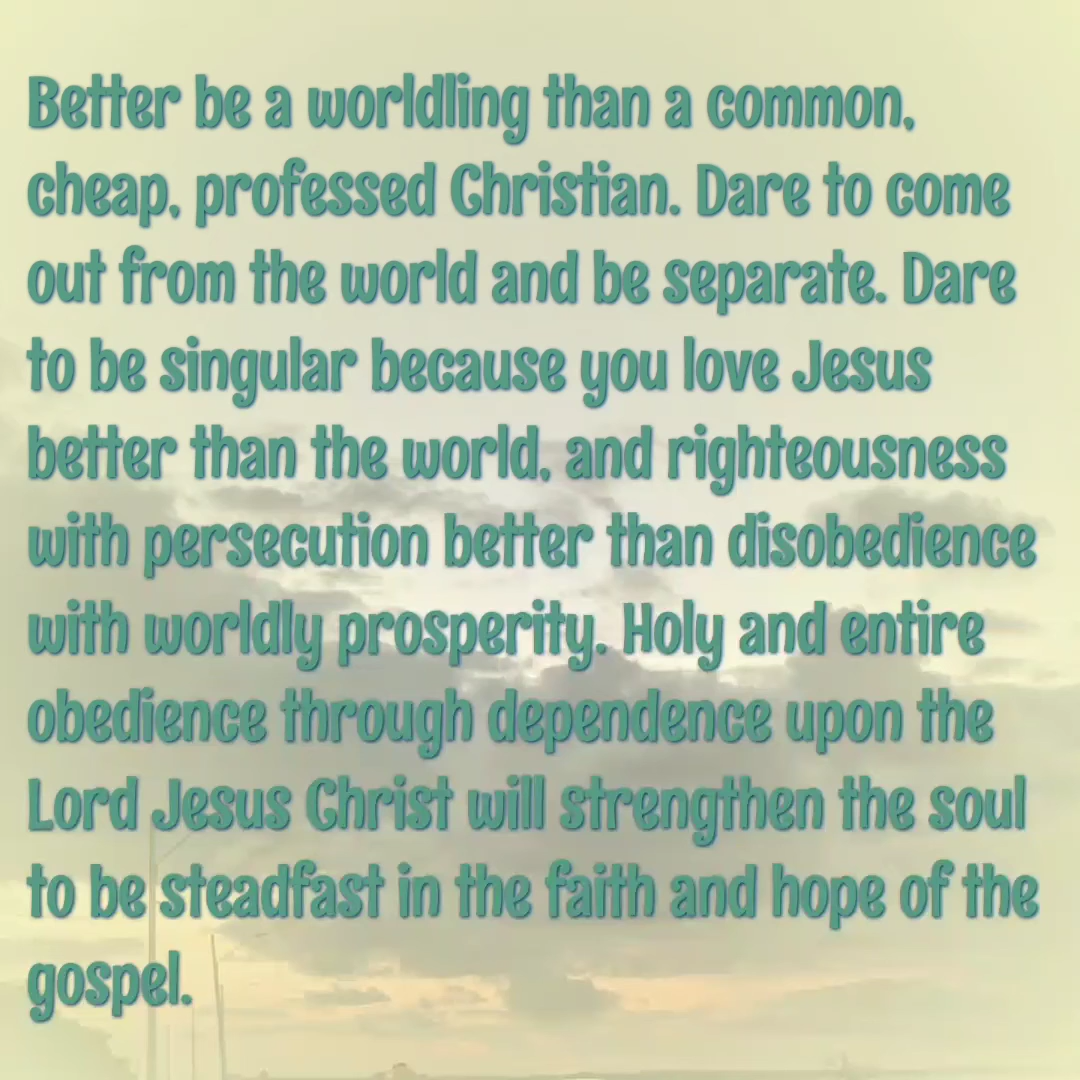 Better be a worldling than a common,
cheap, professed Christian. Dare to come
out from the world and be separate. Dare
to be singular because you love Jesus
better than the world, and righteousness
with persecution better than disobedience
with worldly prosperity. Holy and entire
obedience through dependence upon the
Lord Jesus Christ will strengthen the soul
to be steadfast in the faith and hope of the
gospel.